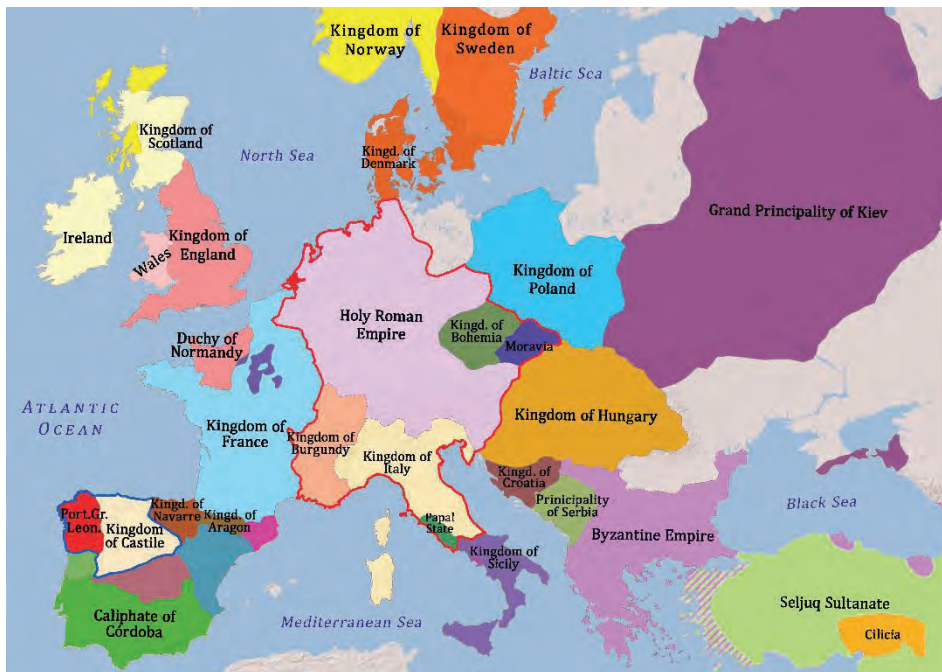 Kingdom of
Norway
Kingdom of
Sweden
Baltic Sea
Kingdom of
Scotland
North Sea
Kingd. of
Denmark
Grand Principality of Kiev
Ireland
Kingdom of
England
Wales
Kingdom of
Poland
Holy Roman
Empire
Kingd. of
Bohemia
Moravia
Duchy of
Normandy
ATLANTIC
OCEAN
Kingdom of
France
Kingdom of
Burgundy
Kingdom of Hungary
Kingdom of
Italy
Kingd. of
Croatia
Prinicipality
of Serbia
Black Sea
Port.Gr.
Leon.
Kingdom
of Castile
Kingd. of
Navarre
Kingd. of
Aragon
Papal
State
Byzantine Empire
Kingdom of
Sicily
Seljuq Sultanate
Cilicia
Caliphate of
Córdoba
Mediterranean Sea